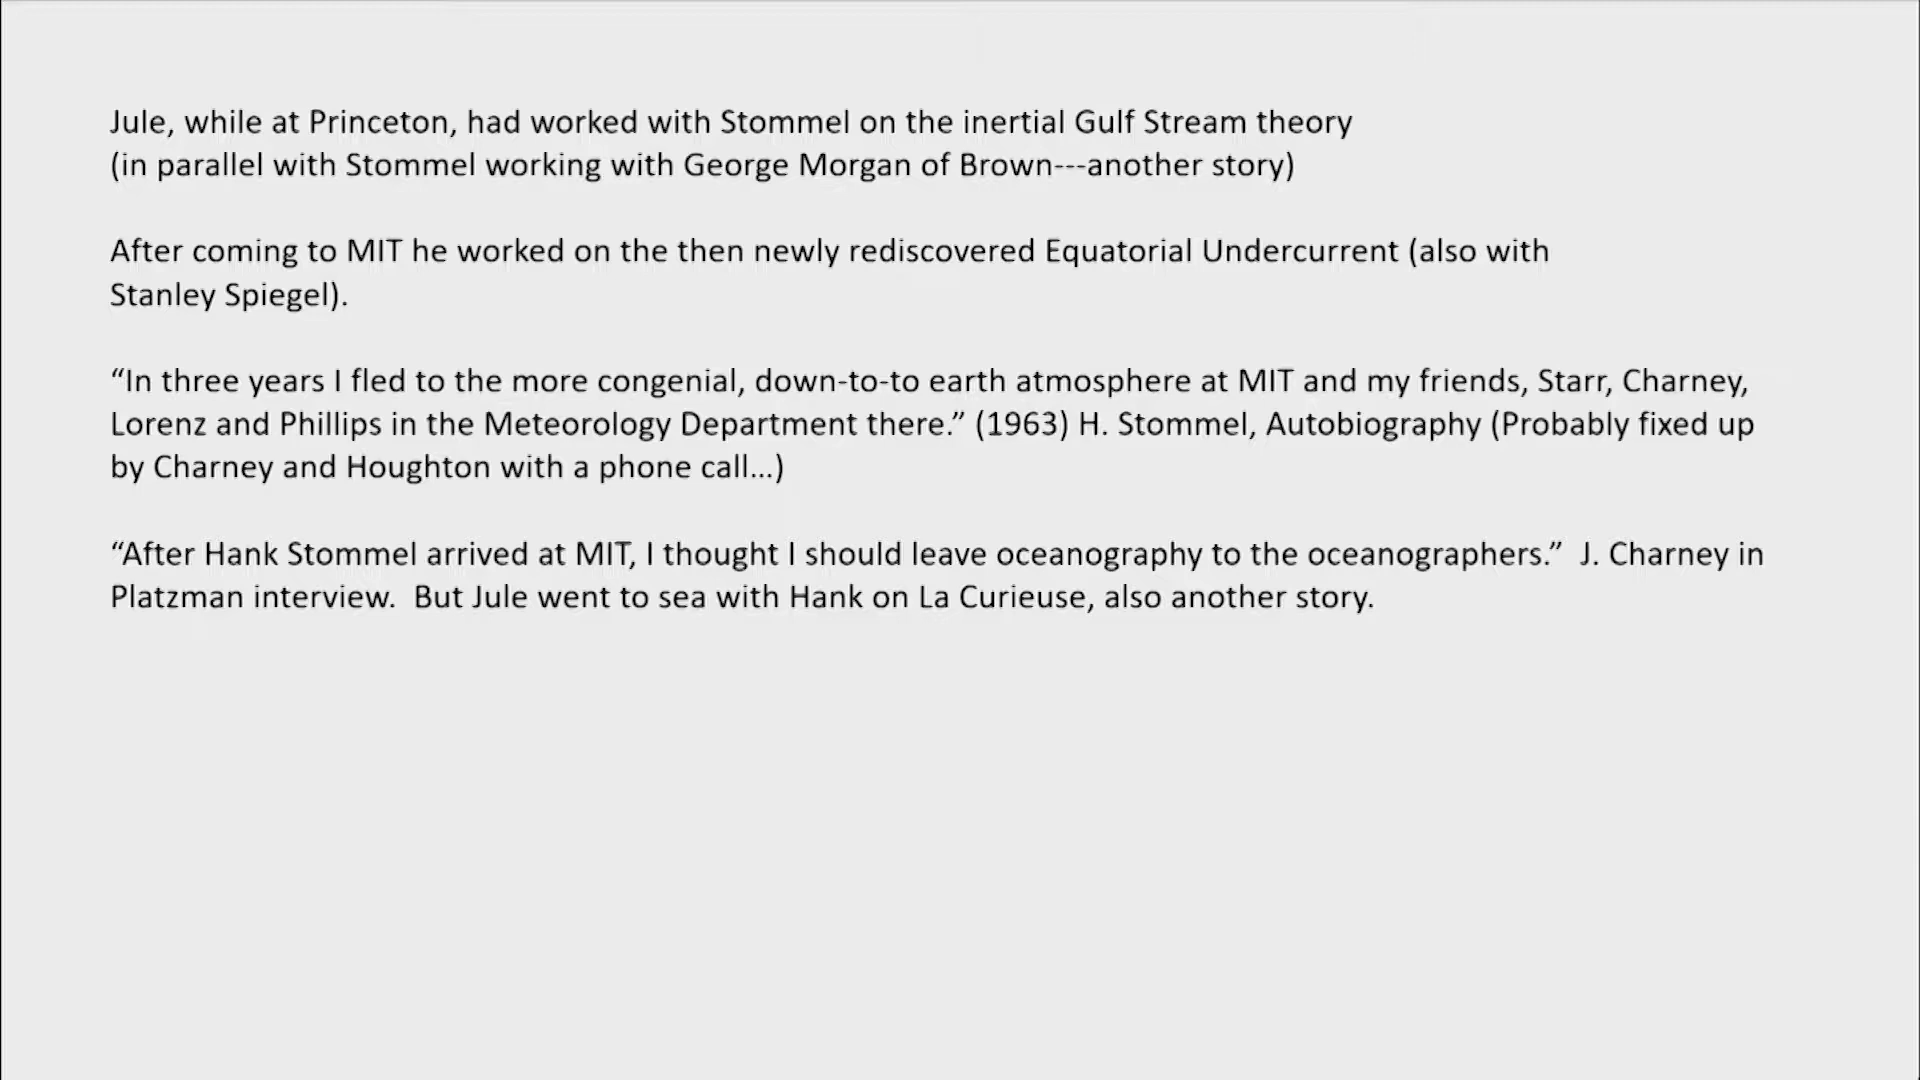 Jule, while at Princeton, had worked with Stommel on the inertial Gulf Stream theory
(in parallel with Stommel working with George Morgan of Brown---another story)
After coming to MIT he worked on the then newly rediscovered Equatorial Undercurrent (also with
Stanley Spiegel).
“In three years I fled to the more congenial, down-to-to earth atmosphere at MIT and my friends, Starr, Charney,
Lorenz and Phillips in the Meteorology Department there.” (1963) H. Stommel, Autobiography (Probably fixed up
by Charney and Houghton with a phone call...)
“After Hank Stommel arrived at MIT, I thought I should leave oceanography to the oceanographers.”  J. Charney in
Platzman interview.  But Jule went to sea with Hank on La Curieuse, also another story.